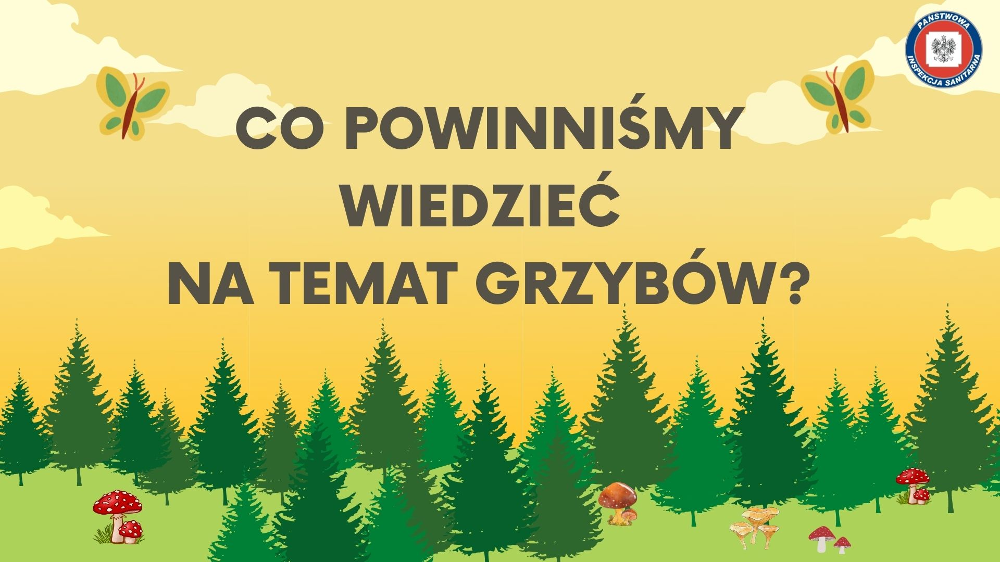 PAŃSTWOWA
INSPEKCJA SANITARNA
CO POWINNIŚMY
WIEDZIEĆ
NA TEMAT GRZYBÓW?